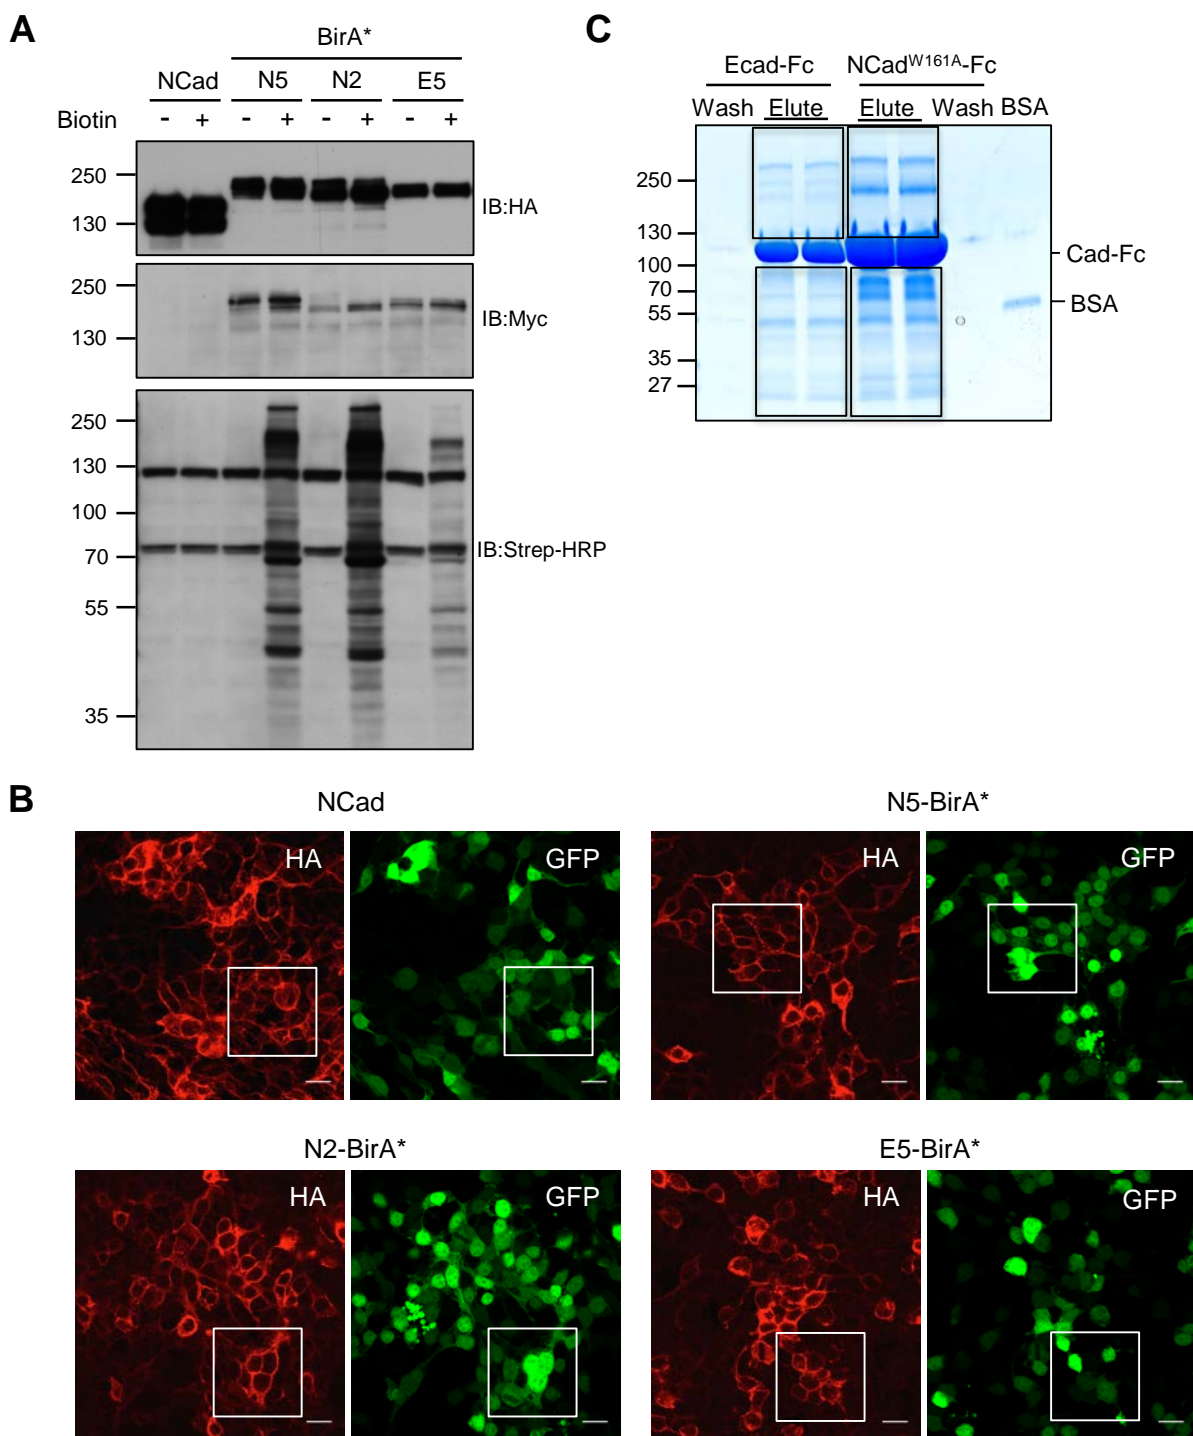 A
BirA*
NCad N5 N2 E5
Biotin - + - + - + - +
250
130
IB:HA
250
130
IB:Myc
250
130
100
70
55
35
IB:Strep-HRP
C
Ecad-Fc NCadW161A-Fc
Wash Elute Elute Wash BSA
250
130
100
70
55
35
27
Cad-Fc
BSA
B
NCad N5-BirA*
HA GFP HA GFP
N2-BirA* E5-BirA*
HA GFP HA GFP